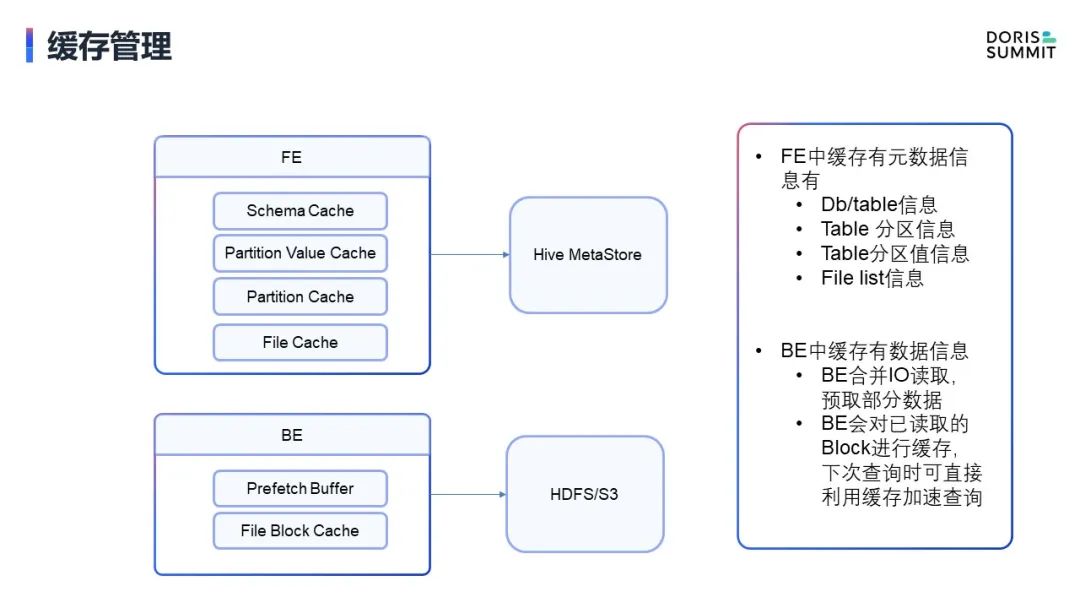 缓存管理
DORIS
SUMMIT
FE
Schema Cache
Partition Value Cache
Partition Cache
File Cache
Hive MetaStore
BE
Prefetch Buffer
File Block Cache
HDFS/S3
• FE中缓存有元数据信
息有
• Db/table信息
• Table 分区信息
• Table分区值信息
• File list信息
• BE中缓存有数据信息
• BE合并IO读取,
预取部分数据
• BE会对已读取的
Block进行缓存,
下次查询时可直接
利用缓存加速查询